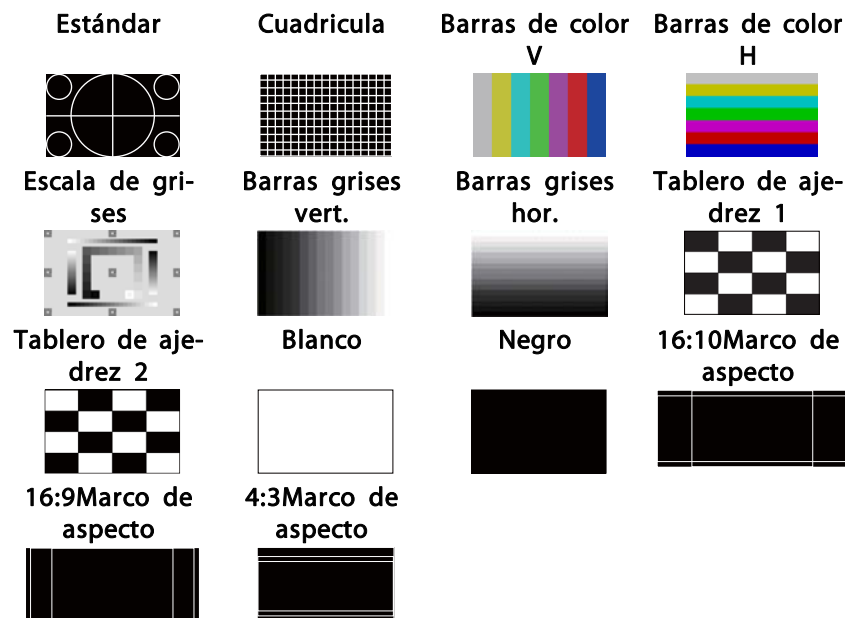 Estándar
Cuadricula
Barras de color
V
Barras de color
H
Escala de gri-
ses
Barras grises
vert.
Barras grises
hor.
Tablero de aje-
drez 1
Tablero de aje-
drez 2
Blanco
Negro
16:10Marco de
aspecto
16:9Marco de
aspecto
4:3Marco de
aspecto